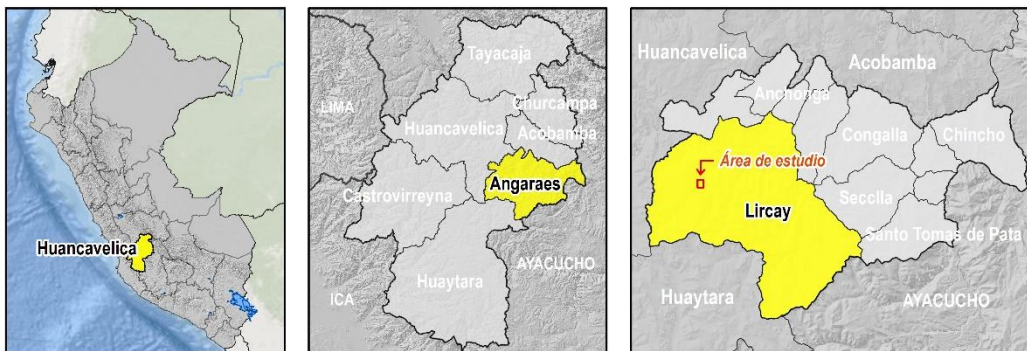 Huancavelica
Tayacaja
LIMA
Churcampa
Huancavelica
Acobamba
Angaraes
Castrovirreyna
Huaytara
AYACUCHO
ICA
Huancavelica
Acobamba
Anchonga
Congalla
Chincho
Área de estudio
Lircay
Secclla
Santo Tomas de Pata
Huaytara
AYACUCHO